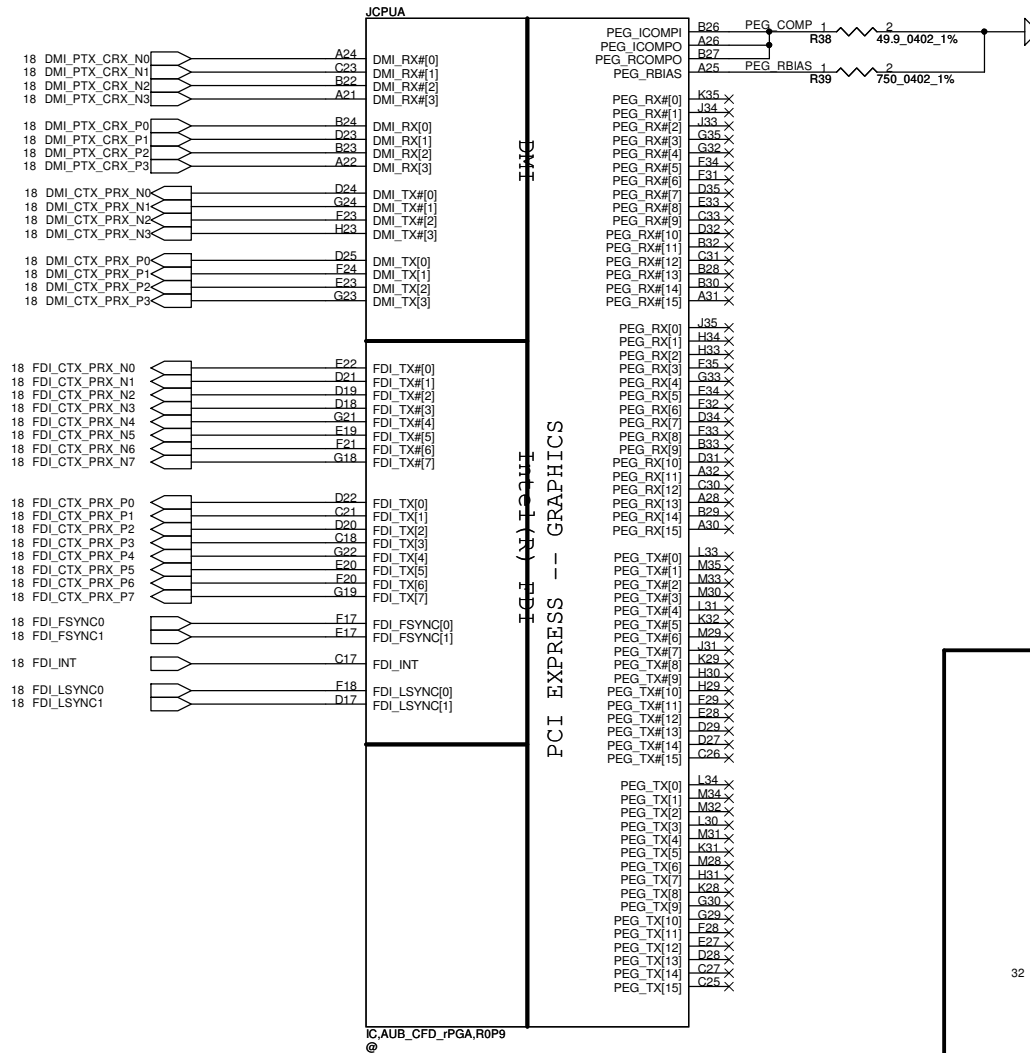 JCPUA
18 DMI_PTX_CRX_N0 A24 DMI_RX#[0]
18 DMI_PTX_CRX_N1 C23 DMI_RX#[1]
18 DMI_PTX_CRX_N2 B22 DMI_RX#[2]
18 DMI_PTX_CRX_N3 A21 DMI_RX#[3]
18 DMI_PTX_CRX_P0 B24 DMI_RX[0]
18 DMI_PTX_CRX_P1 D23 DMI_RX[1]
18 DMI_PTX_CRX_P2 B23 DMI_RX[2]
18 DMI_PTX_CRX_P3 A22 DMI_RX[3]
18 DMI_CTX_PRX_N0 D24 DMI_TX#[0]
18 DMI_CTX_PRX_N1 G24 DMI_TX#[1]
18 DMI_CTX_PRX_N2 F23 DMI_TX#[2]
18 DMI_CTX_PRX_N3 H23 DMI_TX#[3]
18 DMI_CTX_PRX_P0 D25 DMI_TX[0]
18 DMI_CTX_PRX_P1 F24 DMI_TX[1]
18 DMI_CTX_PRX_P2 E23 DMI_TX[2]
18 DMI_CTX_PRX_P3 G23 DMI_TX[3]
18 FDI_CTX_PRX_N0 E22 FDI_TX#[0]
18 FDI_CTX_PRX_N1 D21 FDI_TX#[1]
18 FDI_CTX_PRX_N2 D19 FDI_TX#[2]
18 FDI_CTX_PRX_N3 D18 FDI_TX#[3]
18 FDI_CTX_PRX_N4 G21 FDI_TX#[4]
18 FDI_CTX_PRX_N5 E19 FDI_TX#[5]
18 FDI_CTX_PRX_N6 F21 FDI_TX#[6]
18 FDI_CTX_PRX_N7 G18 FDI_TX#[7]
18 FDI_CTX_PRX_P0 D22 FDI_TX[0]
18 FDI_CTX_PRX_P1 C21 FDI_TX[1]
18 FDI_CTX_PRX_P2 D20 FDI_TX[2]
18 FDI_CTX_PRX_P3 C18 FDI_TX[3]
18 FDI_CTX_PRX_P4 G22 FDI_TX[4]
18 FDI_CTX_PRX_P5 E20 FDI_TX[5]
18 FDI_CTX_PRX_P6 F20 FDI_TX[6]
18 FDI_CTX_PRX_P7 G19 FDI_TX[7]
18 FDI_FSYNC0 F17 FDI_FSYNC[0]
18 FDI_FSYNC1 E17 FDI_FSYNC[1]
18 FDI_INT C17 FDI_INT
18 FDI_LSYNC0 F18 FDI_LSYNC[0]
18 FDI_LSYNC1 D17 FDI_LSYNC[1]
DMI
Intel(R) FDI
PCI EXPRESS -- GRAPHICS
PEG_ICOMPI B26 PEG_COMP 1 R38 2 49.9_0402_1%
PEG_ICOMPO A26
PEG_RCOMPO B27
PEG_RBIAS A25 PEG_RBIAS 1 R39 2 750_0402_1%
PEG_RX#[0] K35
PEG_RX#[1] J34
PEG_RX#[2] J33
PEG_RX#[3] G35
PEG_RX#[4] G32
PEG_RX#[5] F34
PEG_RX#[6] F31
PEG_RX#[7] D35
PEG_RX#[8] E33
PEG_RX#[9] C33
PEG_RX#[10] D32
PEG_RX#[11] B32
PEG_RX#[12] C31
PEG_RX#[13] B28
PEG_RX#[14] B30
PEG_RX#[15] A31
PEG_RX[0] J35
PEG_RX[1] H34
PEG_RX[2] H33
PEG_RX[3] F35
PEG_RX[4] G33
PEG_RX[5] E34
PEG_RX[6] F32
PEG_RX[7] D34
PEG_RX[8] F33
PEG_RX[9] B33
PEG_RX[10] D31
PEG_RX[11] A32
PEG_RX[12] C30
PEG_RX[13] A28
PEG_RX[14] B29
PEG_RX[15] A30
PEG_TX#[0] L33
PEG_TX#[1] M35
PEG_TX#[2] M33
PEG_TX#[3] M30
PEG_TX#[4] L31
PEG_TX#[5] K32
PEG_TX#[6] M29
PEG_TX#[7] J31
PEG_TX#[8] K29
PEG_TX#[9] H30
PEG_TX#[10] H29
PEG_TX#[11] F29
PEG_TX#[12] E28
PEG_TX#[13] D29
PEG_TX#[14] D27
PEG_TX#[15] C26
PEG_TX[0] L34
PEG_TX[1] M34
PEG_TX[2] M32
PEG_TX[3] L30
PEG_TX[4] M31
PEG_TX[5] K31
PEG_TX[6] M28
PEG_TX[7] H31
PEG_TX[8] K28
PEG_TX[9] G30
PEG_TX[10] G29
PEG_TX[11] F28
PEG_TX[12] E27
PEG_TX[13] D28
PEG_TX[14] C27
PEG_TX[15] C25
32
IC,AUB_CFD_rPGA,R0P9
@